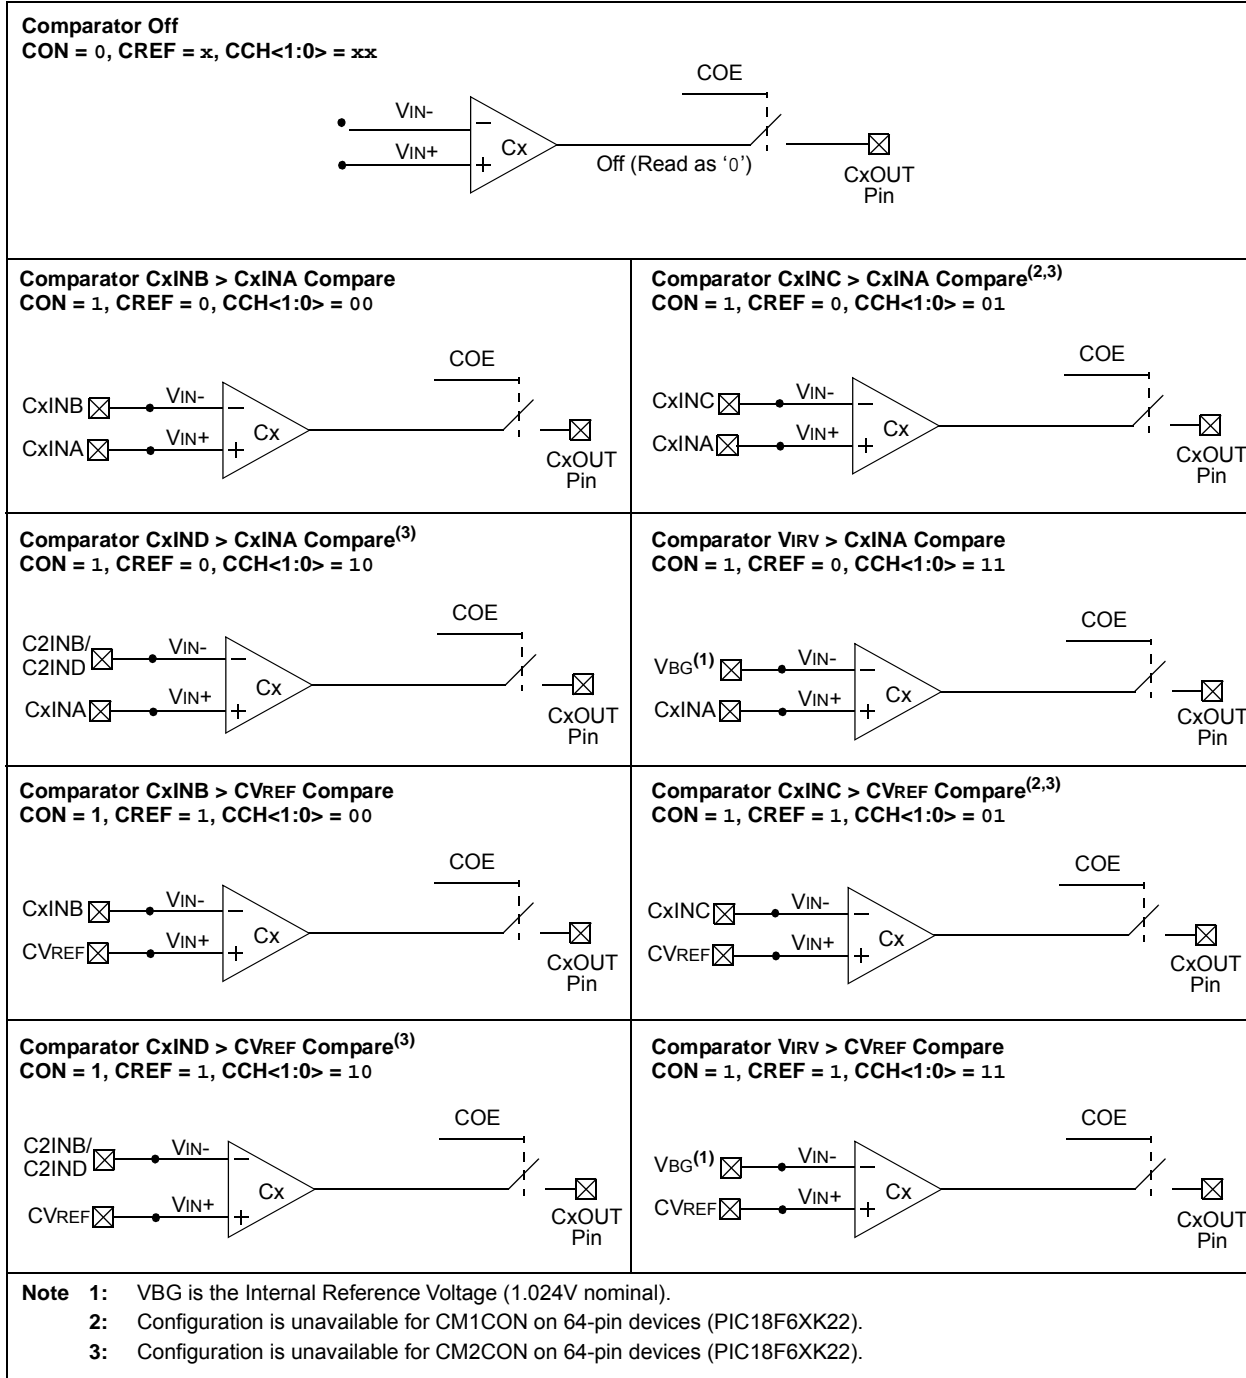 Comparator Off
CON = 0, CREF = x, CCH<1:0> = xx
COE
VIN-
VIN+
Cx
Off (Read as ‘0’)
CxOUT
Pin
Comparator CxINB > CxINA Compare
CON = 1, CREF = 0, CCH<1:0> = 00
COE
CxINB
VIN-
CxINA
VIN+
Cx
CxOUT
Pin
Comparator CxINC > CxINA Compare(2,3)
CON = 1, CREF = 0, CCH<1:0> = 01
COE
CxINC
VIN-
CxINA
VIN+
Cx
CxOUT
Pin
Comparator CxIND > CxINA Compare(3)
CON = 1, CREF = 0, CCH<1:0> = 10
COE
C2INB/
C2IND
VIN-
CxINA
VIN+
Cx
CxOUT
Pin
Comparator VIRV > CxINA Compare
CON = 1, CREF = 0, CCH<1:0> = 11
COE
VBG(1)
VIN-
CxINA
VIN+
Cx
CxOUT
Pin
Comparator CxINB > CVREF Compare
CON = 1, CREF = 1, CCH<1:0> = 00
COE
CxINB
VIN-
CVREF
VIN+
Cx
CxOUT
Pin
Comparator CxINC > CVREF Compare(2,3)
CON = 1, CREF = 1, CCH<1:0> = 01
COE
CxINC
VIN-
CVREF
VIN+
Cx
CxOUT
Pin
Comparator CxIND > CVREF Compare(3)
CON = 1, CREF = 1, CCH<1:0> = 10
COE
C2INB/
C2IND
VIN-
CVREF
VIN+
Cx
CxOUT
Pin
Comparator VIRV > CVREF Compare
CON = 1, CREF = 1, CCH<1:0> = 11
COE
VBG(1)
VIN-
CVREF
VIN+
Cx
CxOUT
Pin
Note 1: VBG is the Internal Reference Voltage (1.024V nominal).
2: Configuration is unavailable for CM1CON on 64-pin devices (PIC18F6XK22).
3: Configuration is unavailable for CM2CON on 64-pin devices (PIC18F6XK22).